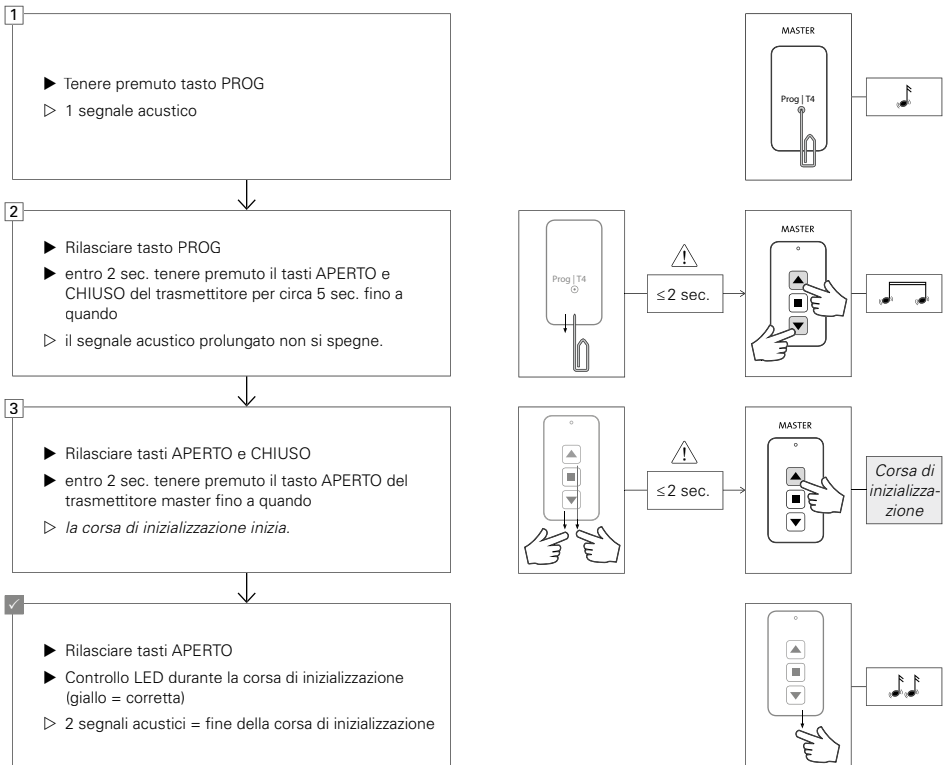 1
▶ Tenere premuto tasto PROG
▷ 1 segnale acustico
MASTER
Prog | T4
2
▶ Rilasciare tasto PROG
▶ entro 2 sec. tenere premuto il tasti APERTO e
CHIUSO del trasmettitore per circa 5 sec. fino a
quando
▷ il segnale acustico prolungato non si spegne.
Prog | T4
≤2 sec.
MASTER
3
▶ Rilasciare tasti APERTO e CHIUSO
▶ entro 2 sec. tenere premuto il tasto APERTO del
trasmettitore master fino a quando
▷ la corsa di inizializzazione inizia.
≤2 sec.
MASTER
Corsa di
inizializza-
zione
✓
▶ Rilasciare tasti APERTO
▶ Controllo LED durante la corsa di inizializzazione
(giallo = corretta)
▷ 2 segnali acustici = fine della corsa di inizializzazione